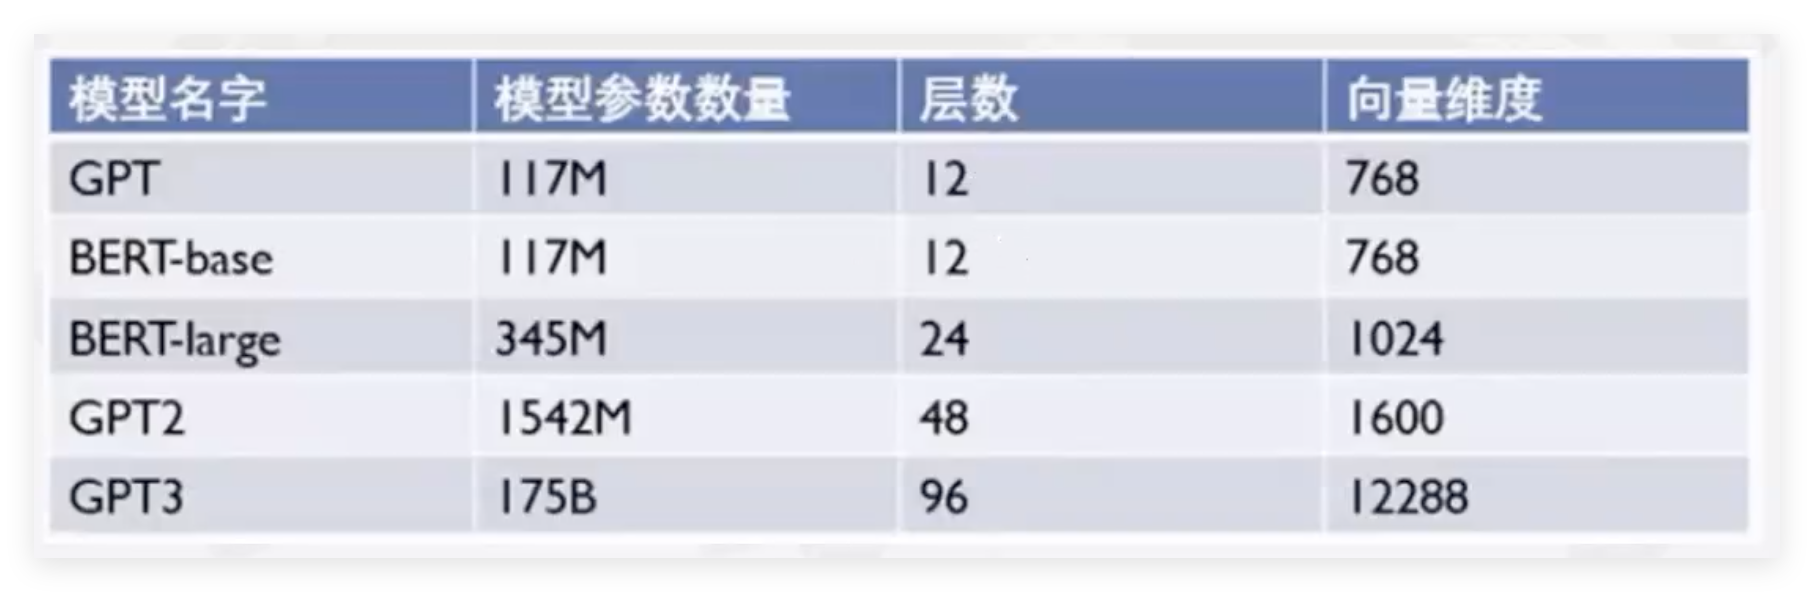 模型名字 模型参数数量 层数 向量维度
GPT 117M 12 768
BERT-base 117M 12 768
BERT-large 345M 24 1024
GPT2 1542M 48 1600
GPT3 175B 96 12288